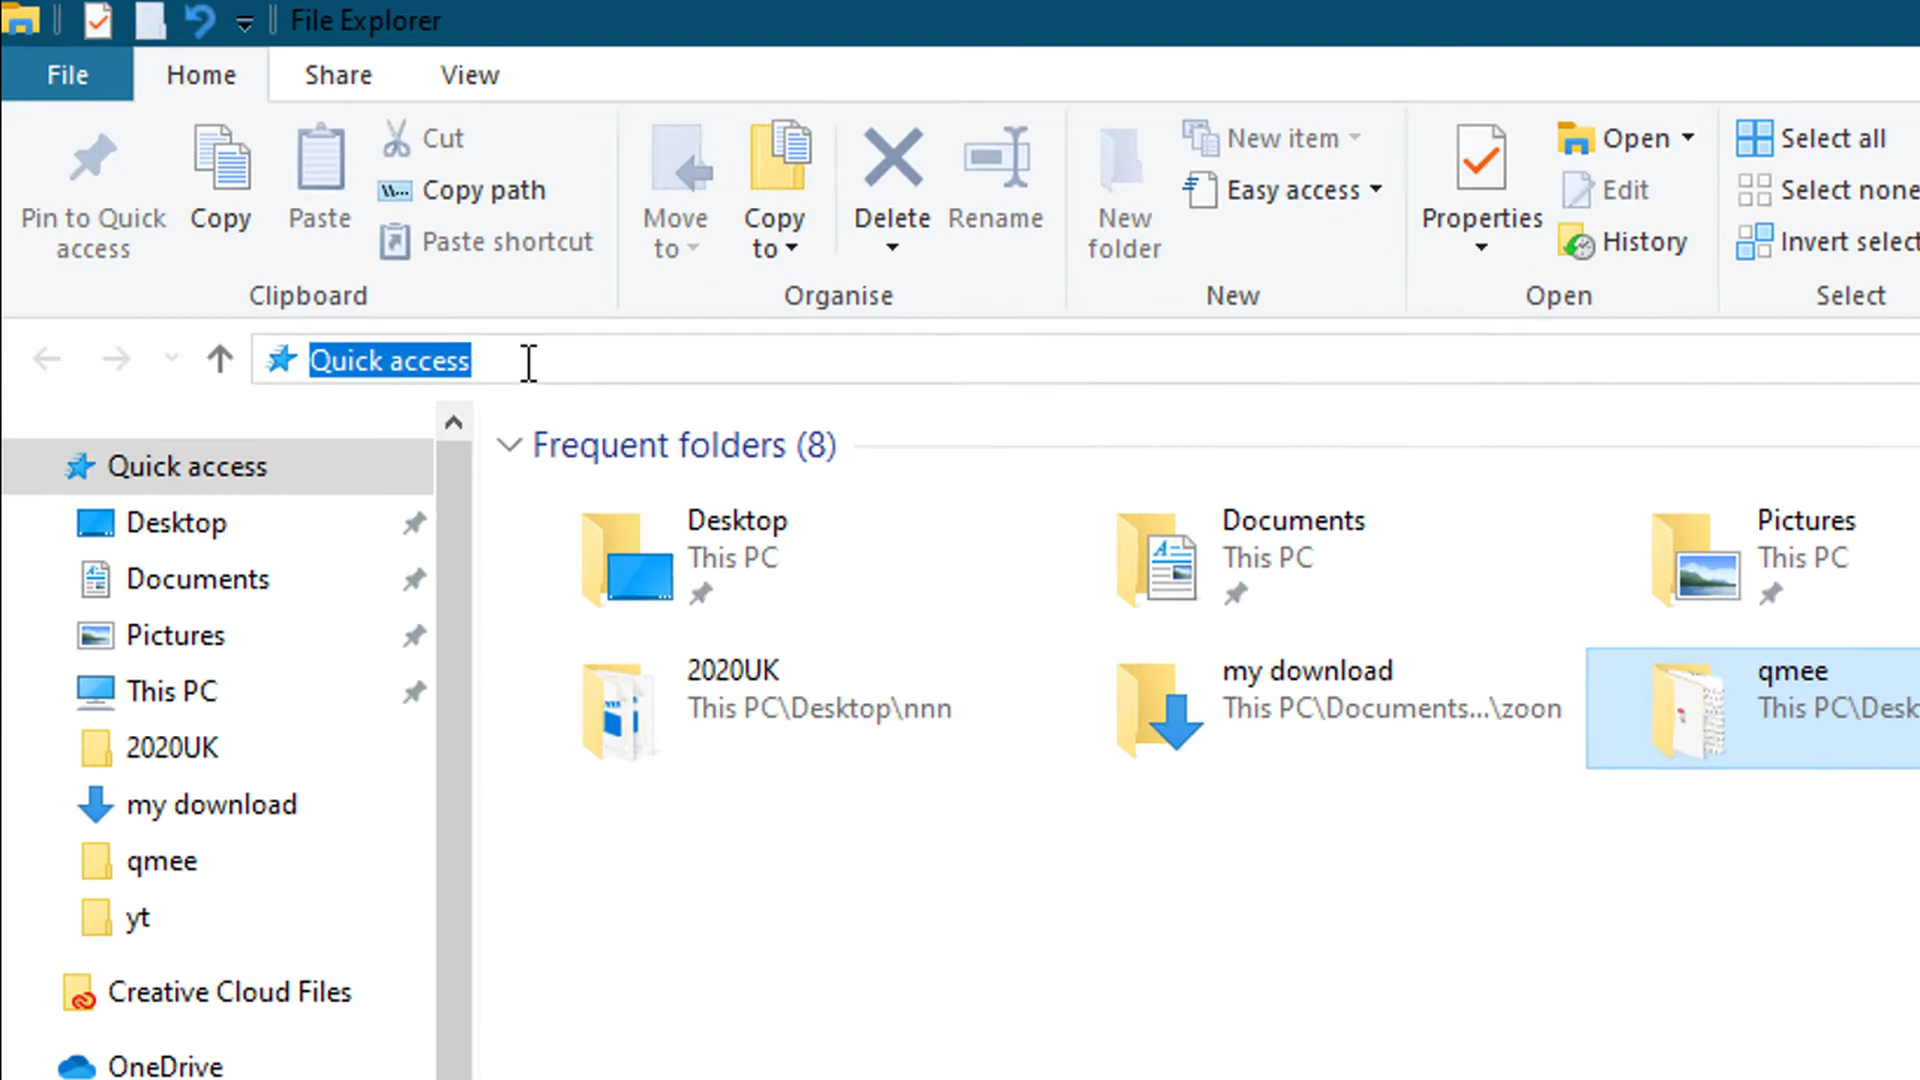 File Explorer
File Home Share View
Pin to Quick access
Copy
Paste
Cut
Copy path
Paste shortcut
Clipboard
Move to
Copy to
Delete
Rename
Organise
New folder
New item
Easy access
New
Properties
Open
Edit
History
Open
Select all
Select none
Invert select
Select
Quick access
Quick access
Desktop
Documents
Pictures
This PC
2020UK
my download
qmee
yt
Creative Cloud Files
OneDrive
Frequent folders (8)
Desktop
This PC
Documents
This PC
Pictures
This PC
2020UK
This PC\Desktop\nnn
my download
This PC\Documents...\zoon
qmee
This PC\Desk